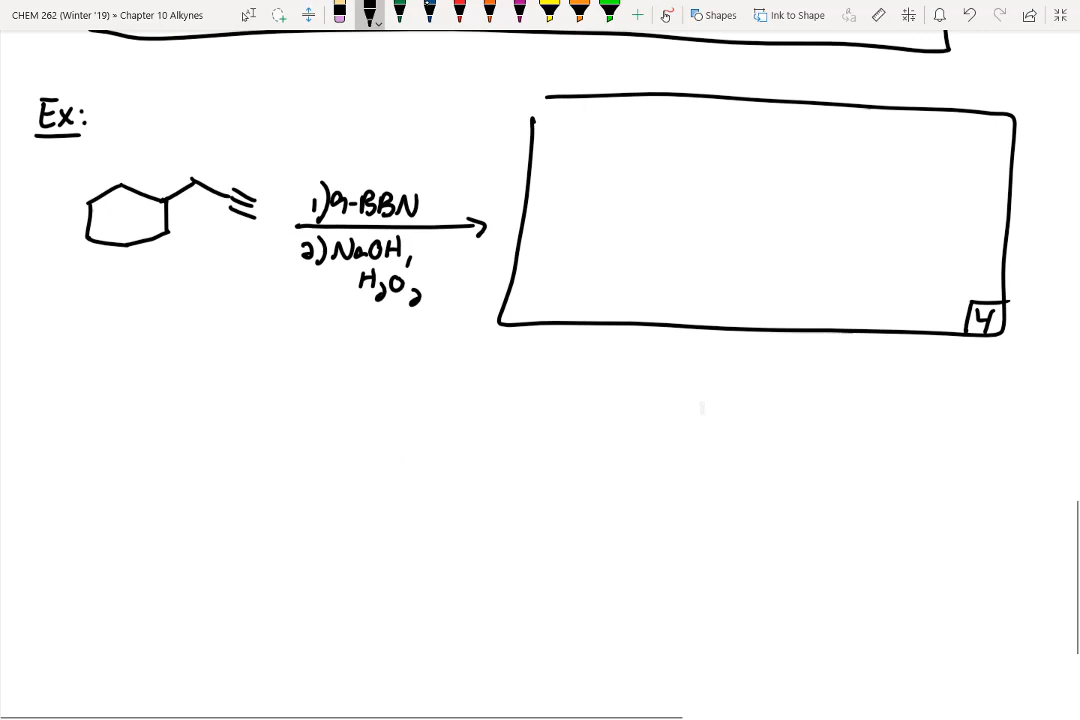 CHEM 262 (Winter '19) » Chapter 10 Alkynes
Shapes
Ink to Shape
Ex:
1) 9-BBN
2) NaOH,
H₂O₂
4